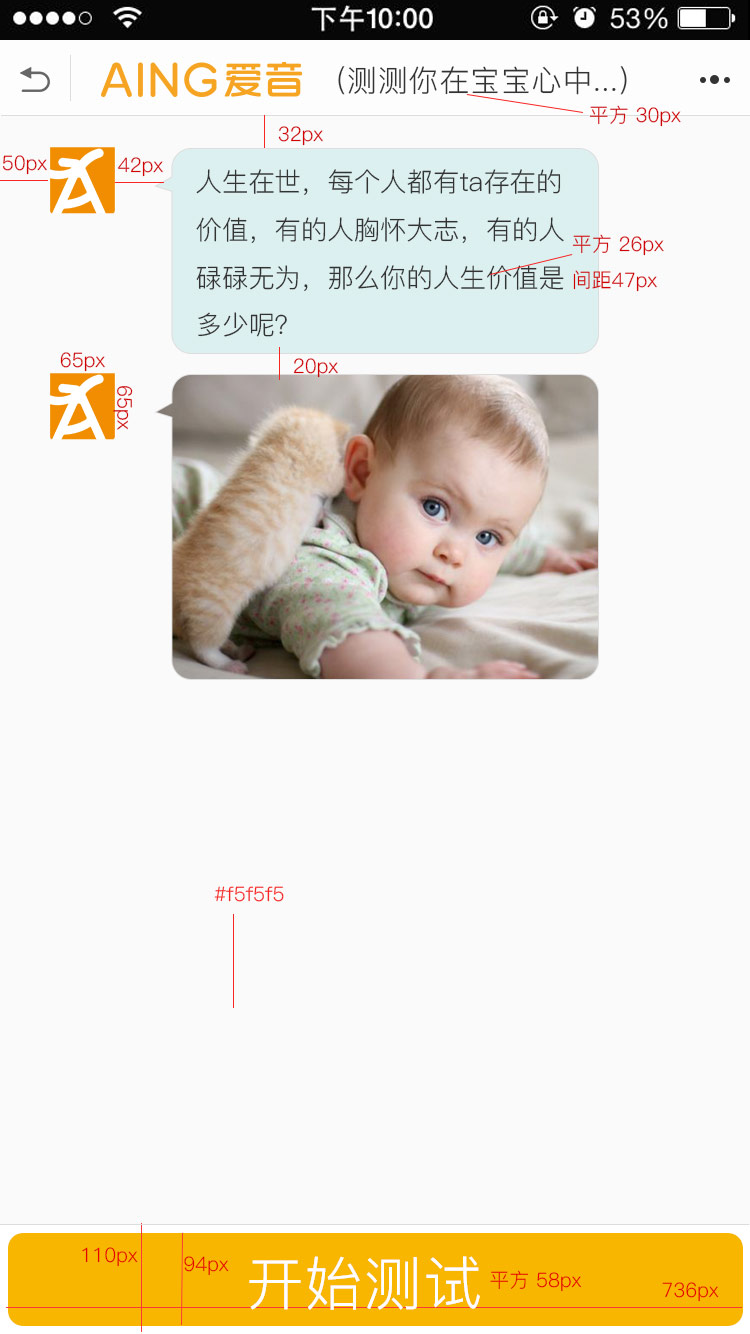 下午10:00
53%
AING爱音
（测测你在宝宝心中...）
平方 30px
32px
50px
42px
人生在世，每个人都有ta存在的
价值，有的人胸怀大志，有的人
平方 26px
碌碌无为，那么你的人生价值是
间距47px
多少呢？
65px
20px
65px
#f5f5f5
110px
94px
开始测试
平方 58px
736px